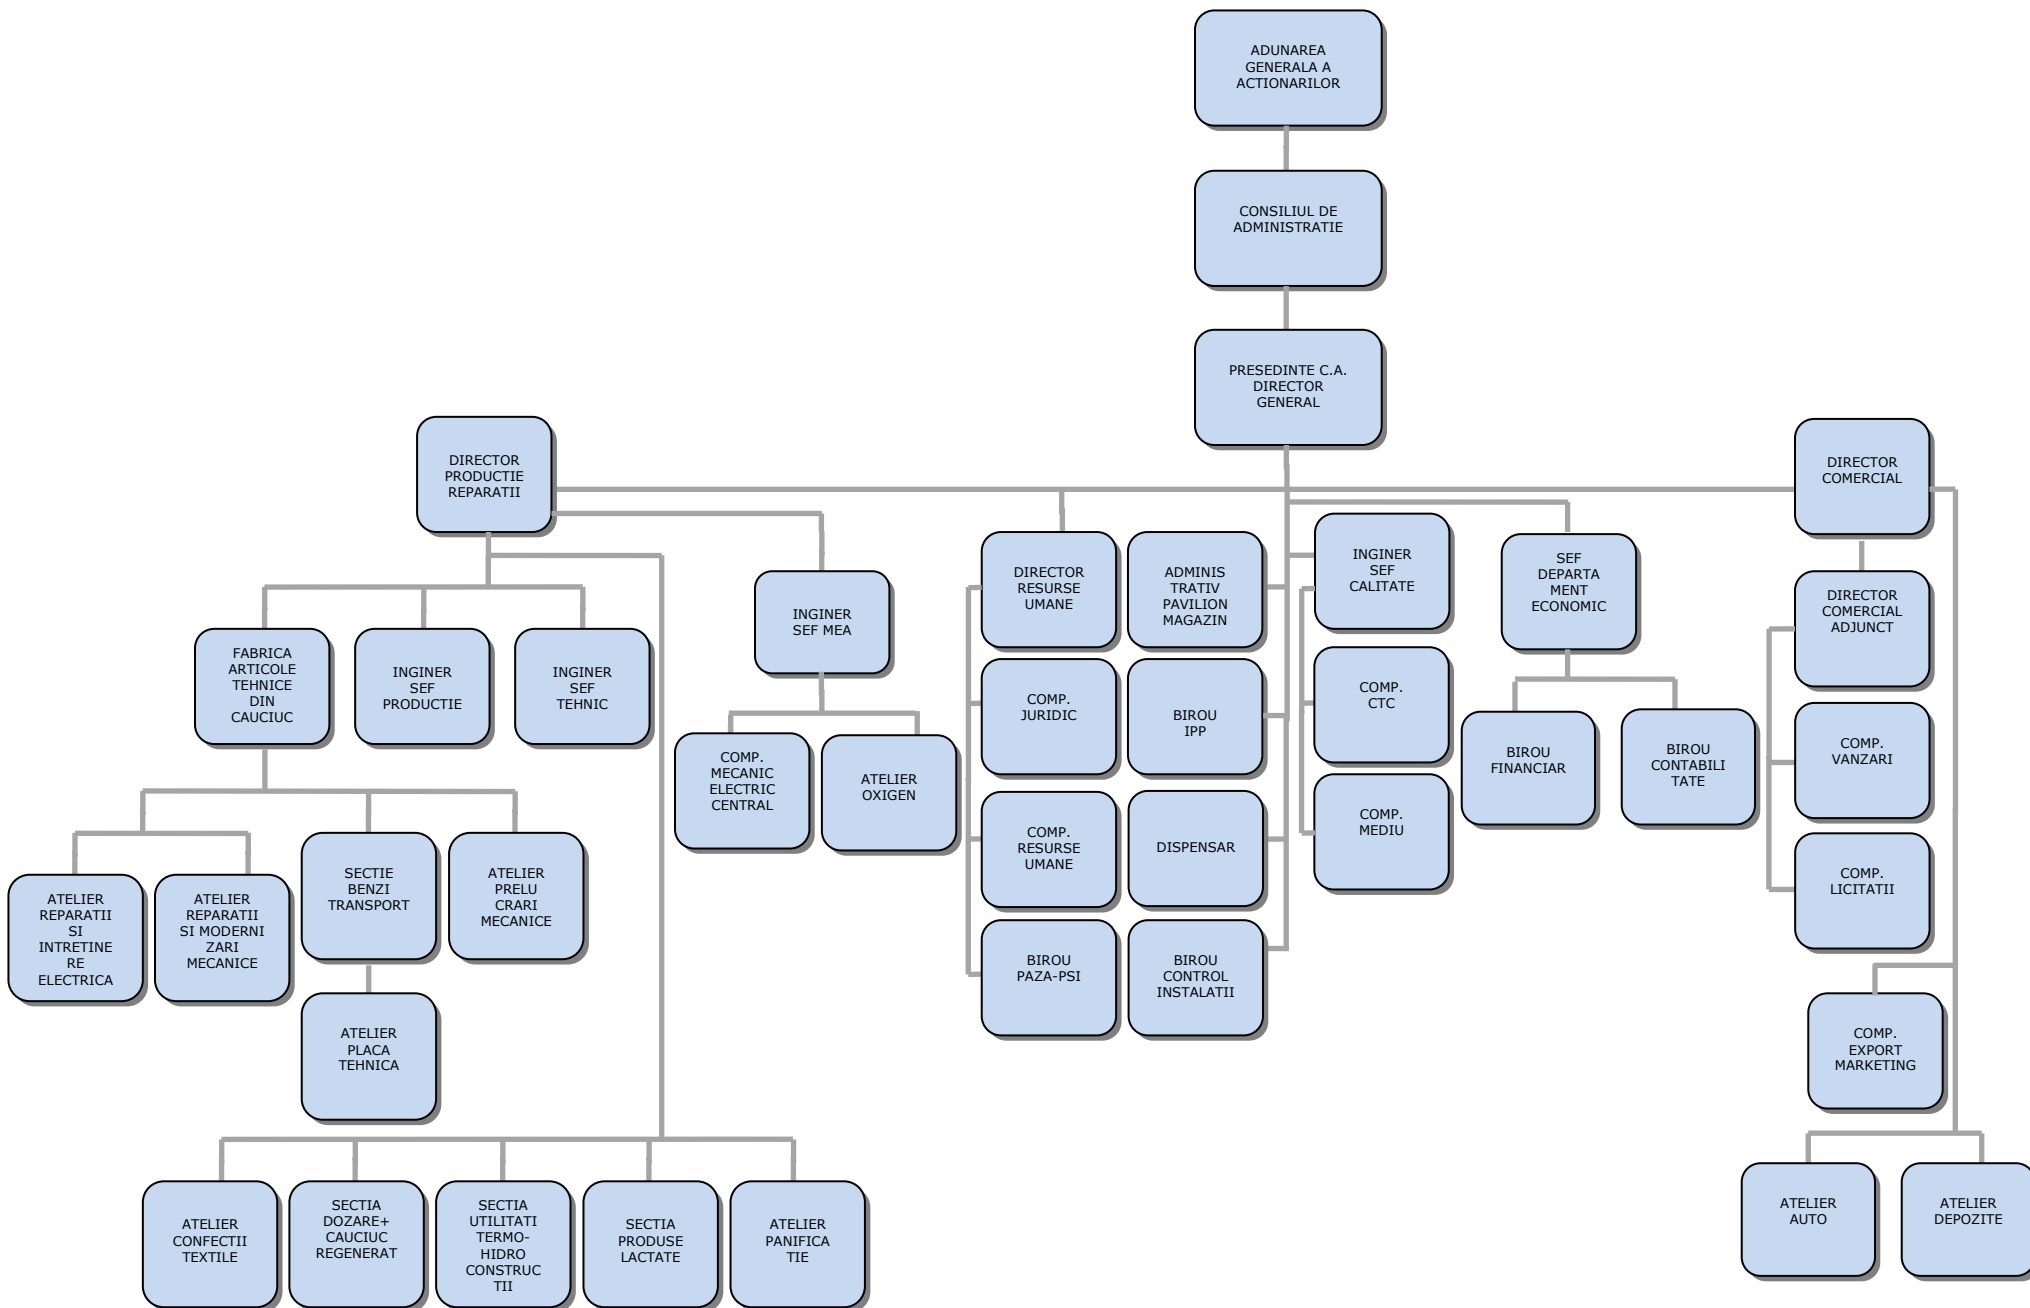 ADUNAREA
GENERALA A
ACTIONARILOR
CONSILIUL DE
ADMINISTRATIE
PRESEDINTE C.A.
DIRECTOR
GENERAL
DIRECTOR
PRODUCTIE
REPARATII
DIRECTOR
COMERCIAL
FABRICA
ARTICOLE
TEHNICE
DIN
CAUCIUC
INGINER
SEF
PRODUCTIE
INGINER
SEF
TEHNIC
INGINER
SEF MEA
DIRECTOR
RESURSE
UMANE
ADMINIS
TRATIV
PAVILION
MAGAZIN
INGINER
SEF
CALITATE
SEF
DEPARTA
MENT
ECONOMIC
DIRECTOR
COMERCIAL
ADJUNCT
COMP.
MECANIC
ELECTRIC
CENTRAL
ATELIER
OXIGEN
COMP.
JURIDIC
BIROU
IPP
COMP.
CTC
BIROU
FINANCIAR
BIROU
CONTABILI
TATE
COMP.
VANZARI
ATELIER
REPARATII
SI
INTRETINE
RE
ELECTRICA
ATELIER
REPARATII
SI MODERNI
ZARI
MECANICE
SECTIE
BENZI
TRANSPORT
ATELIER
PRELU
CRARI
MECANICE
COMP.
RESURSE
UMANE
DISPENSAR
COMP.
MEDIU
COMP.
LICITATII
BIROU
PAZA-PSI
BIROU
CONTROL
INSTALATII
ATELIER
PLACA
TEHNICA
COMP.
EXPORT
MARKETING
ATELIER
CONFECTII
TEXTILE
SECTIA
DOZARE+
CAUCIUC
REGENERAT
SECTIA
UTILITATI
TERMO-
HIDRO
CONSTRUC
TII
SECTIA
PRODUSE
LACTATE
ATELIER
PANIFICA
TIE
ATELIER
AUTO
ATELIER
DEPOZITE